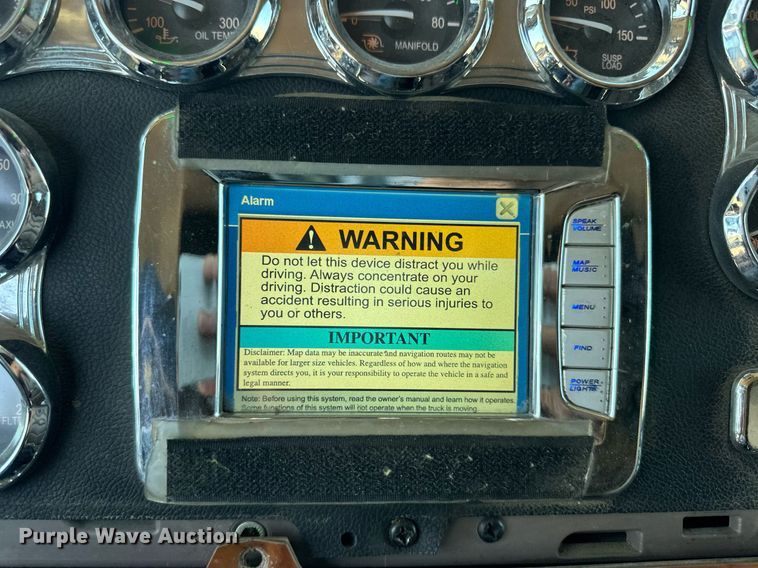 100 300
OIL TEMP
0 80
MANIFOLD
50 PSI 100
150
SUSP
LOAD
Alarm
WARNING
Do not let this device distract you while
driving. Always concentrate on your
driving. Distraction could cause an
accident resulting in serious injuries to
you or others.
IMPORTANT
Disclaimer: Map data may be inaccurate and navigation routes may not be
available for larger size vehicles. Regardless of how and where the navigation
system directs you, it is your responsibility to operate the vehicle in a safe and
legal manner.
Note: Before using this system, read the owner's manual and learn how it operates.
Some functions of this system will not operate when the truck is moving.
SPEAK
VOLUME
MAP
MUSIC
MENU
FIND
POWER
LIGHTS
Purple Wave Auction